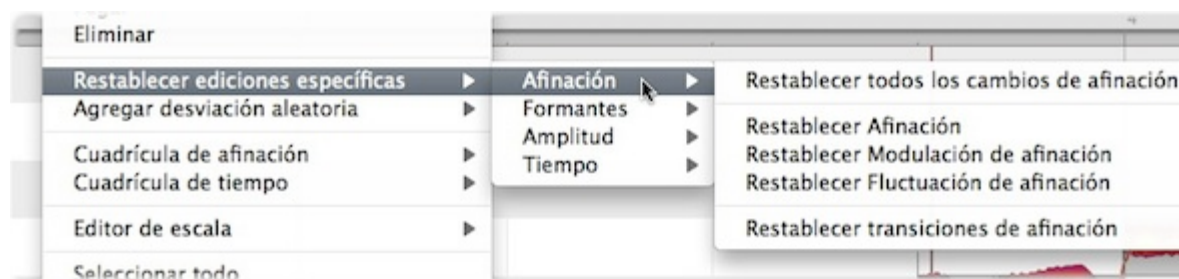 Eliminar
Restablecer ediciones específicas
Agregar desviación aleatoria
Cuadrícula de afinación
Cuadrícula de tiempo
Editor de escala
Seleccionar todo
Afinación
Formantes
Amplitud
Tiempo
Restablecer todos los cambios de afinación
Restablecer Afinación
Restablecer Modulación de afinación
Restablecer Fluctuación de afinación
Restablecer transiciones de afinación